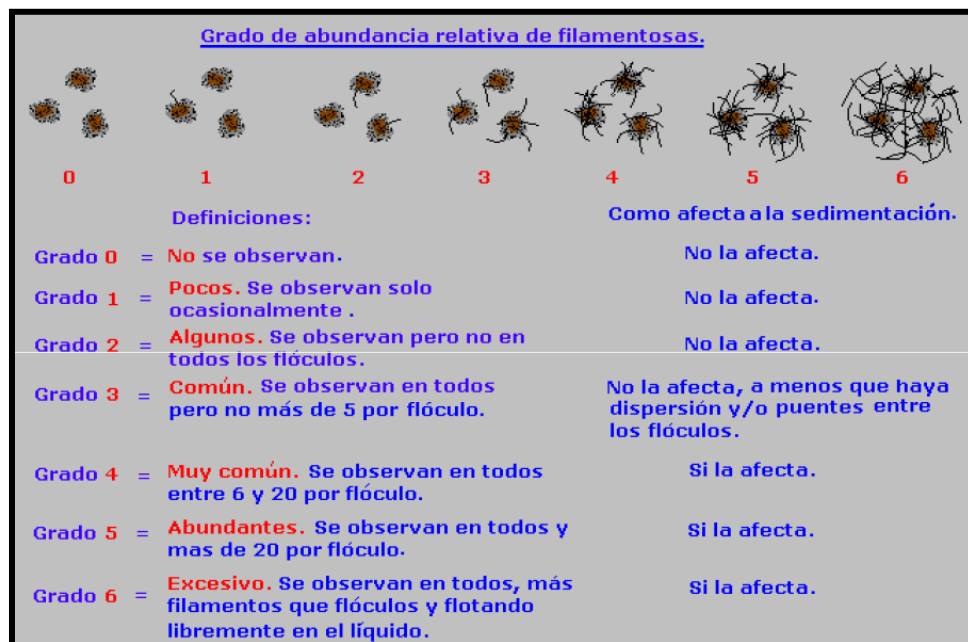 Grado de abundancia relativa de filamentosas.
0 1 2 3 4 5 6
Definiciones:
Como afecta a la sedimentación.
Grado 0 = No se observan.
No la afecta.
Grado 1 = Pocos. Se observan solo
ocasionalmente .
No la afecta.
Grado 2 = Algunos. Se observan pero no en
todos los flóculos.
No la afecta.
Grado 3 = Común. Se observan en todos
pero no más de 5 por flóculo.
No la afecta, a menos que haya
dispersión y/o puentes entre
los flóculos.
Grado 4 = Muy común. Se observan en todos
entre 6 y 20 por flóculo.
Si la afecta.
Grado 5 = Abundantes. Se observan en todos y
mas de 20 por flóculo.
Si la afecta.
Grado 6 = Excesivo. Se observan en todos, más
filamentos que flóculos y flotando
libremente en el líquido.
Si la afecta.